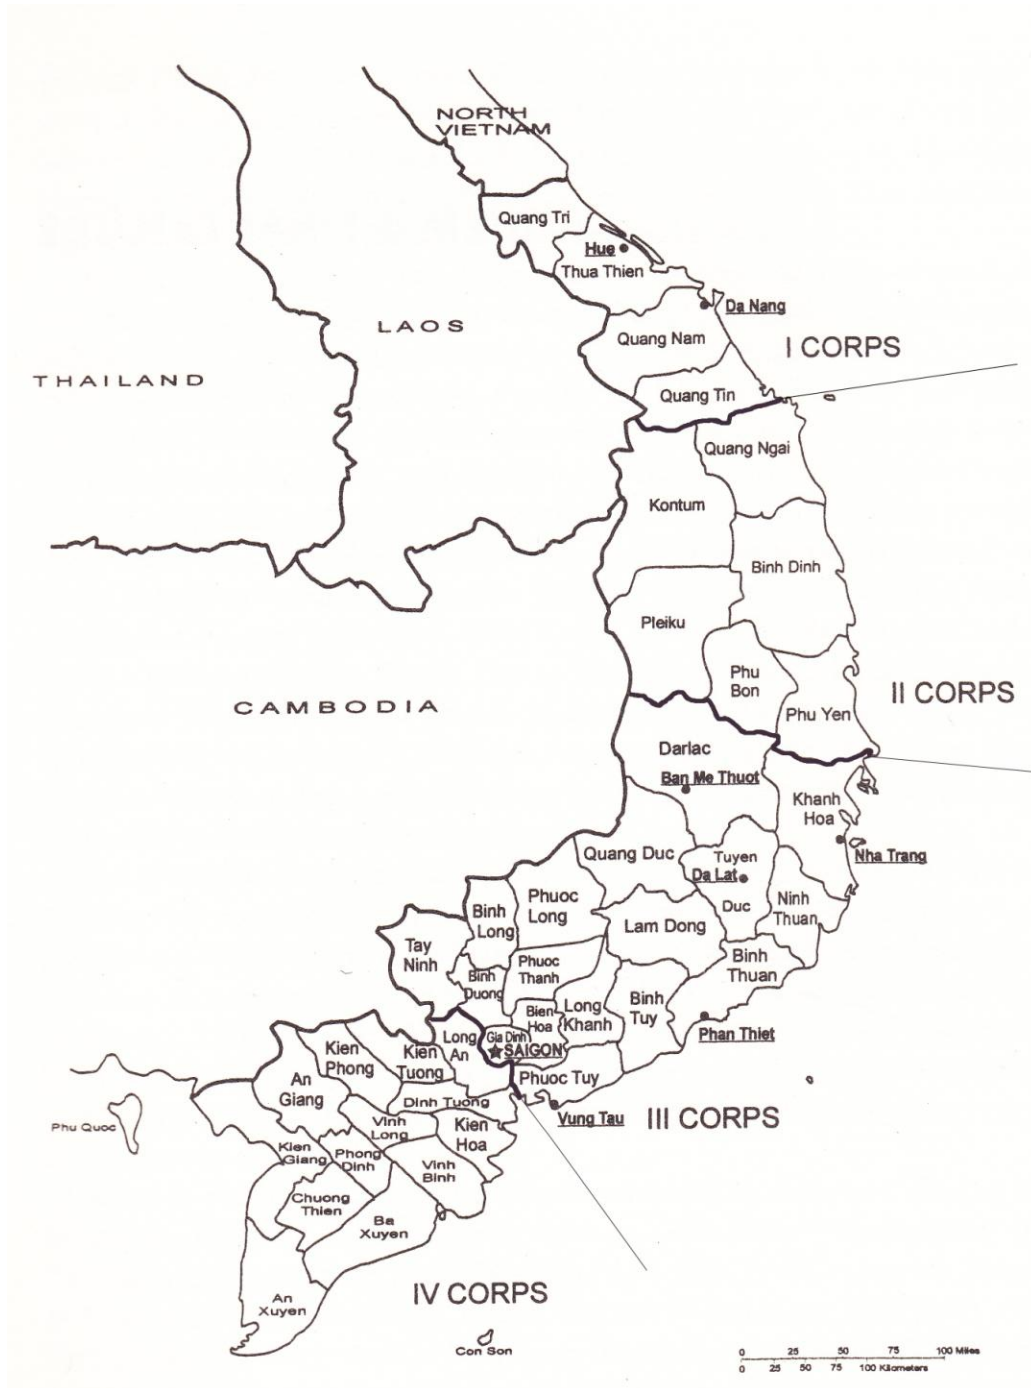 NORTH
VIETNAM
Quang Tri
Hue
Thua Thien
Da Nang
LAOS
Quang Nam
I CORPS
THAILAND
Quang Tin
Quang Ngai
Kontum
Binh Dinh
Pleiku
Phu
Bon
II CORPS
CAMBODIA
Phu Yen
Darlac
Ban Me Thuot
Khanh
Hoa
Quang Duc
Tuyen
Nha Trang
Da Lat
Duc
Phuoc
Long
Ninh
Thuan
Binh
Long
Lam Dong
Tay
Ninh
Binh
Thuan
Phuoc
Thanh
Binh
Duong
Binh
Tuy
Long
Khanh
Bien
Hoa
Phan Thiet
Gia Dinh
SAIGON
Long
An
Kien
Phong
Kien
Tuong
An
Giang
Phuoc Tuy
Dinh Tuong
Vung Tau
III CORPS
Phu Quoc
Vinh
Long
Kien
Hoa
Kien
Giang
Phong
Dinh
Vinh
Binh
Chuong
Thien
Ba
Xuyen
An
Xuyen
IV CORPS
Con Son
0 25 50 75 100 Miles
0 25 50 75 100 Kilometers